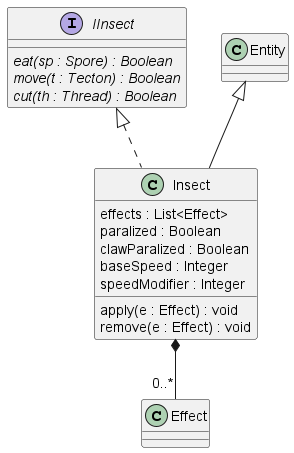 I IInsect
eat(sp : Spore) : Boolean
move(t : Tecton) : Boolean
cut(th : Thread) : Boolean
C Entity
C Insect
effects : List<Effect>
paralized : Boolean
clawParalized : Boolean
baseSpeed : Integer
speedModifier : Integer
apply(e : Effect) : void
remove(e : Effect) : void
0..*
C Effect